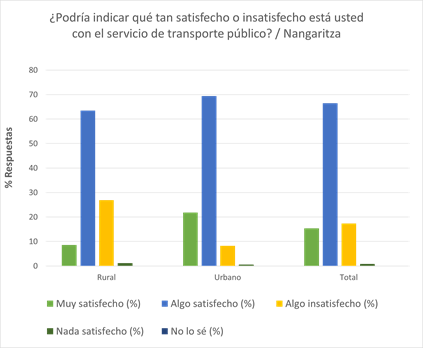 ¿Podría indicar qué tan satisfecho o insatisfecho está usted
con el servicio de transporte público? / Nangaritza
80
70
60
50
40
30
20
10
0
% Respuestas
Rural Urbano Total
Muy satisfecho (%) Algo satisfecho (%) Algo insatisfecho (%)
Nada satisfecho (%) No lo sé (%)